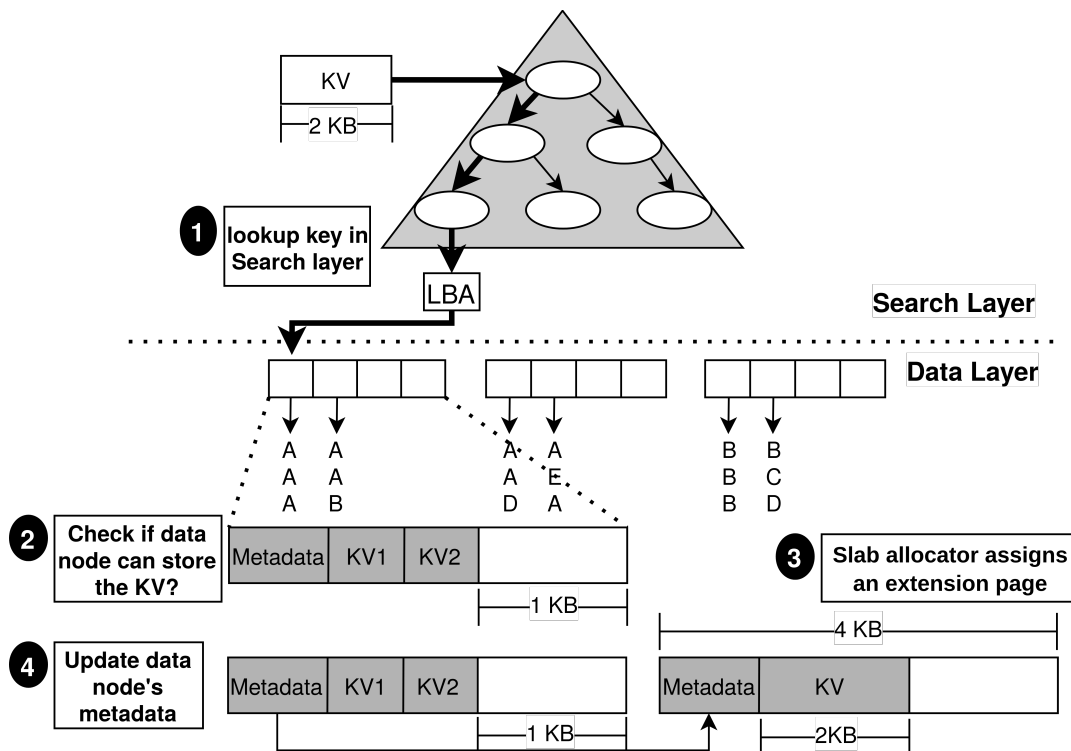 KV
2 KB
1
lookup key in
Search layer
LBA
Search Layer
Data Layer
A A A A B B
A A A E B C
A B D A B D
2
Check if data
node can store
the KV?
Metadata KV1 KV2
1 KB
3
Slab allocator assigns
an extension page
4 KB
4
Update data
node's
metadata
Metadata KV1 KV2
1 KB
Metadata KV
2KB